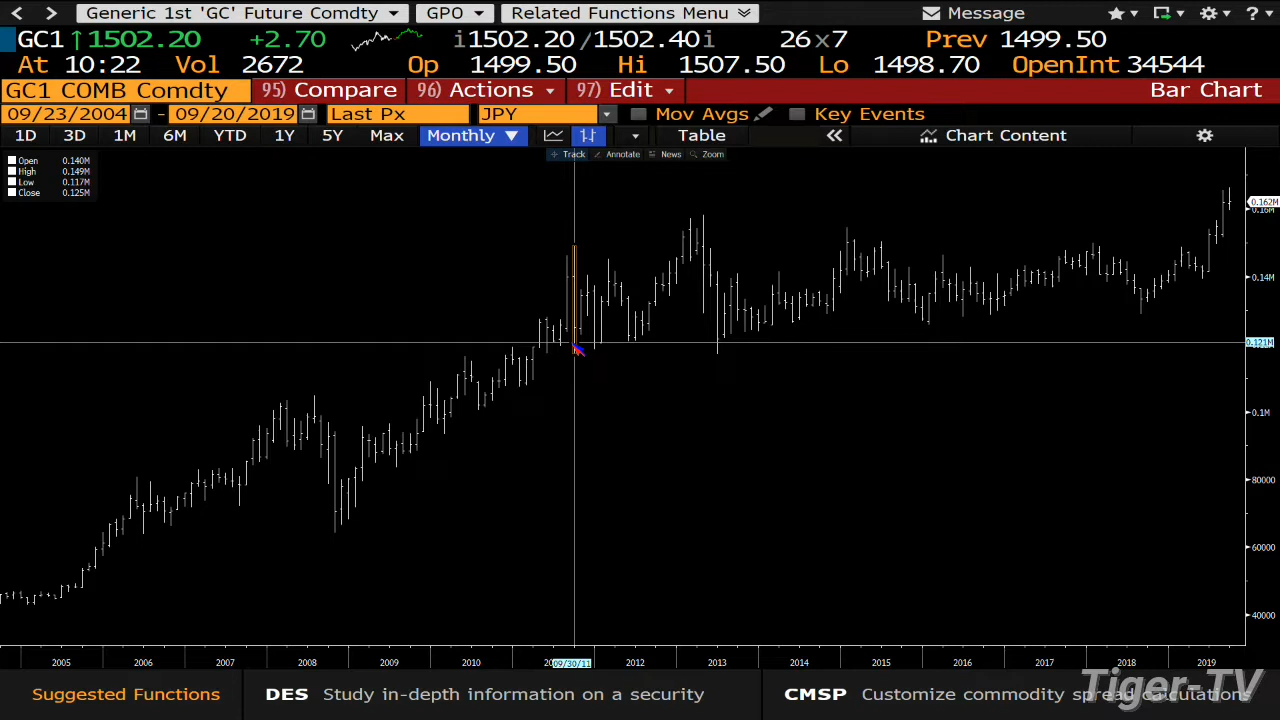 Generic 1st 'GC' Future Comdty GPO Related Functions Menu Message ?
GC1 ↑1502.20 +2.70 i1502.20/1502.40i 26x7 Prev 1499.50
At 10:22 Vol 2672 Op 1499.50 Hi 1507.50 Lo 1498.70 OpenInt 34544
GC1 COMB Comdty 95) Compare 96) Actions 97) Edit Bar Chart
09/23/2004 - 09/20/2019 Last Px JPY Mov Avgs Key Events
1D 3D 1M 6M YTD 1Y 5Y Max Monthly ▼ Table « Chart Content
Track Annotate News Zoom
Open 0.140M
High 0.149M
Low 0.117M
Close 0.125M
0.162M
0.16M
0.14M
0.121M
0.1M
80000
60000
40000
2005 2006 2007 2008 2009 2010 09/30/11 2012 2013 2014 2015 2016 2017 2018 2019
Suggested Functions DES Study in-depth information on a security CMSP Customize commodity spread calculations
Tiger-TV